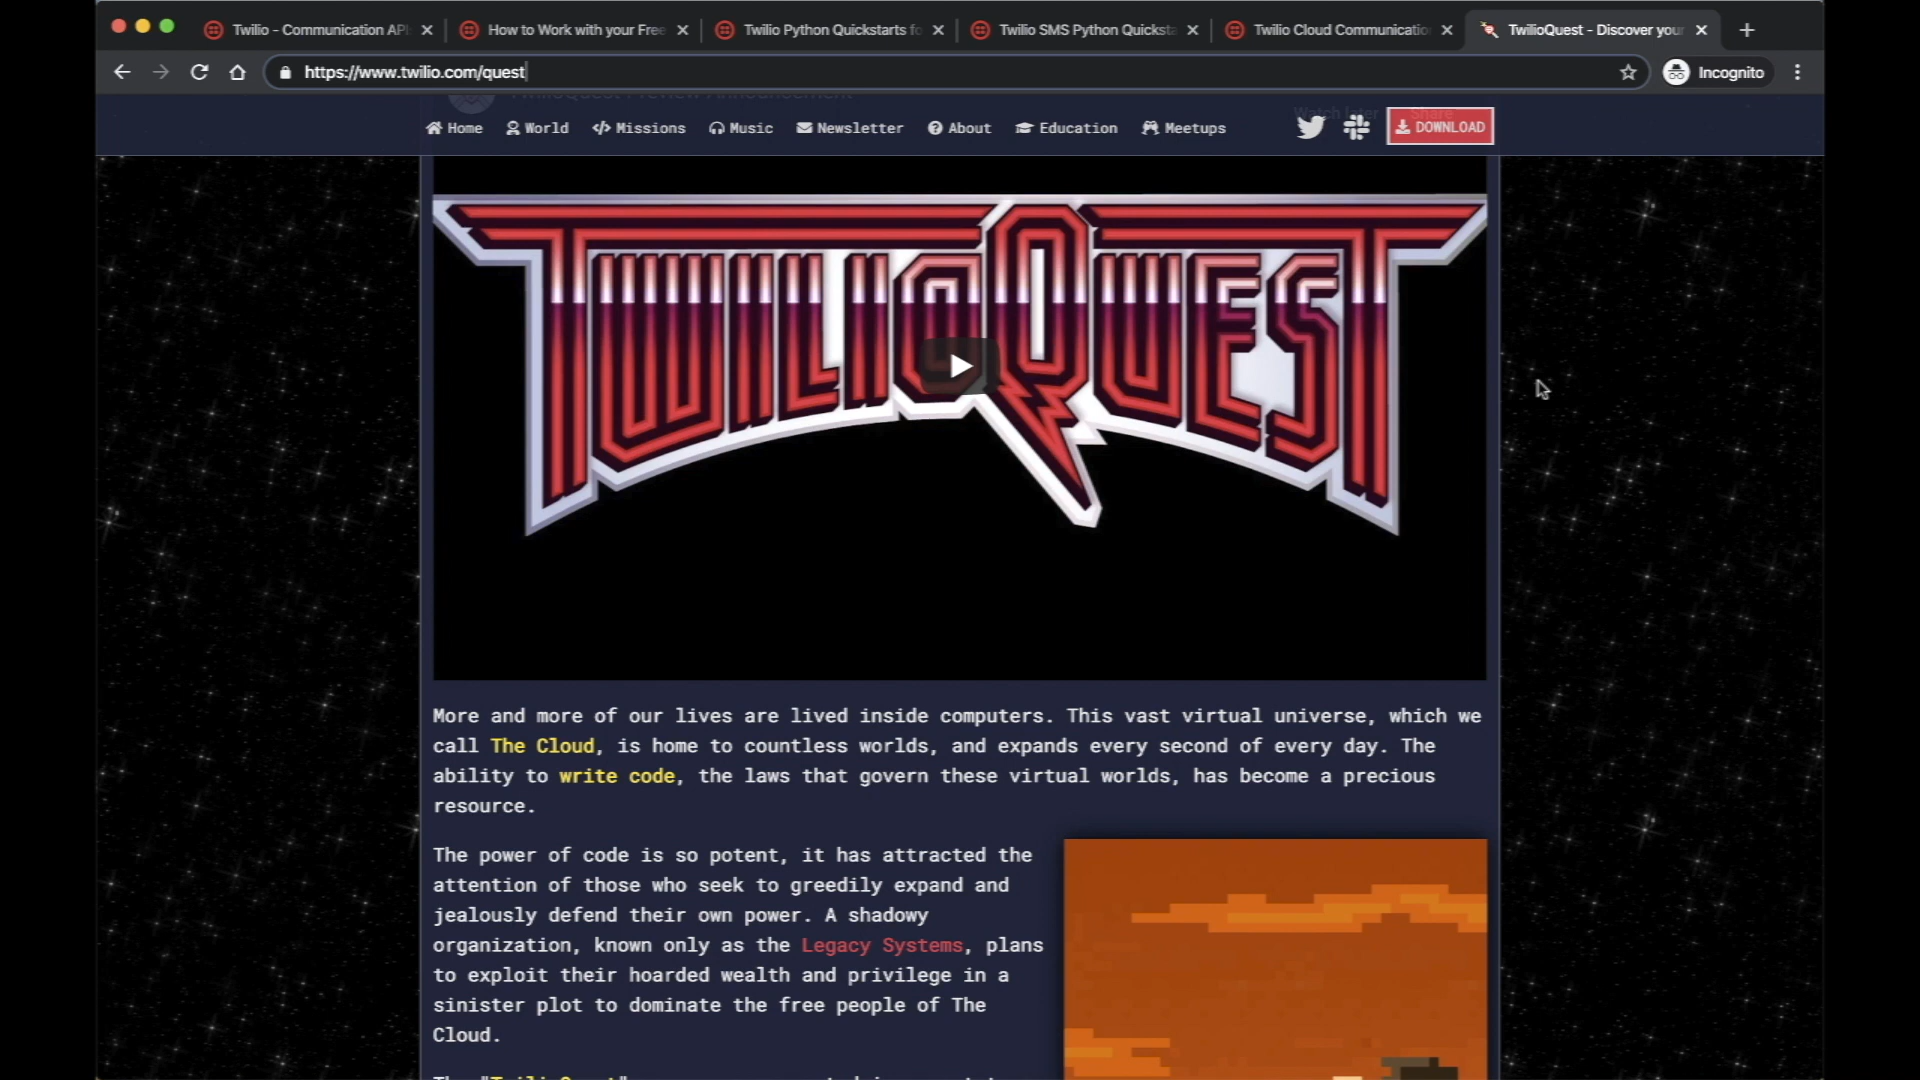 Twilio - Communication API
How to Work with your Free
Twilio Python Quickstarts fo
Twilio SMS Python Quicksta
Twilio Cloud Communicatio
TwilioQuest - Discover your
https://www.twilio.com/quest
Incognito
TwilioQuest Preview Announcement
Watch later
Share
Home
World
Missions
Music
Newsletter
About
Education
Meetups
DOWNLOAD
TWILIOQUEST
More and more of our lives are lived inside computers. This vast virtual universe, which we
call The Cloud, is home to countless worlds, and expands every second of every day. The
ability to write code, the laws that govern these virtual worlds, has become a precious
resource.
The power of code is so potent, it has attracted the
attention of those who seek to greedily expand and
jealously defend their own power. A shadowy
organization, known only as the Legacy Systems, plans
to exploit their hoarded wealth and privilege in a
sinister plot to dominate the free people of The
Cloud.